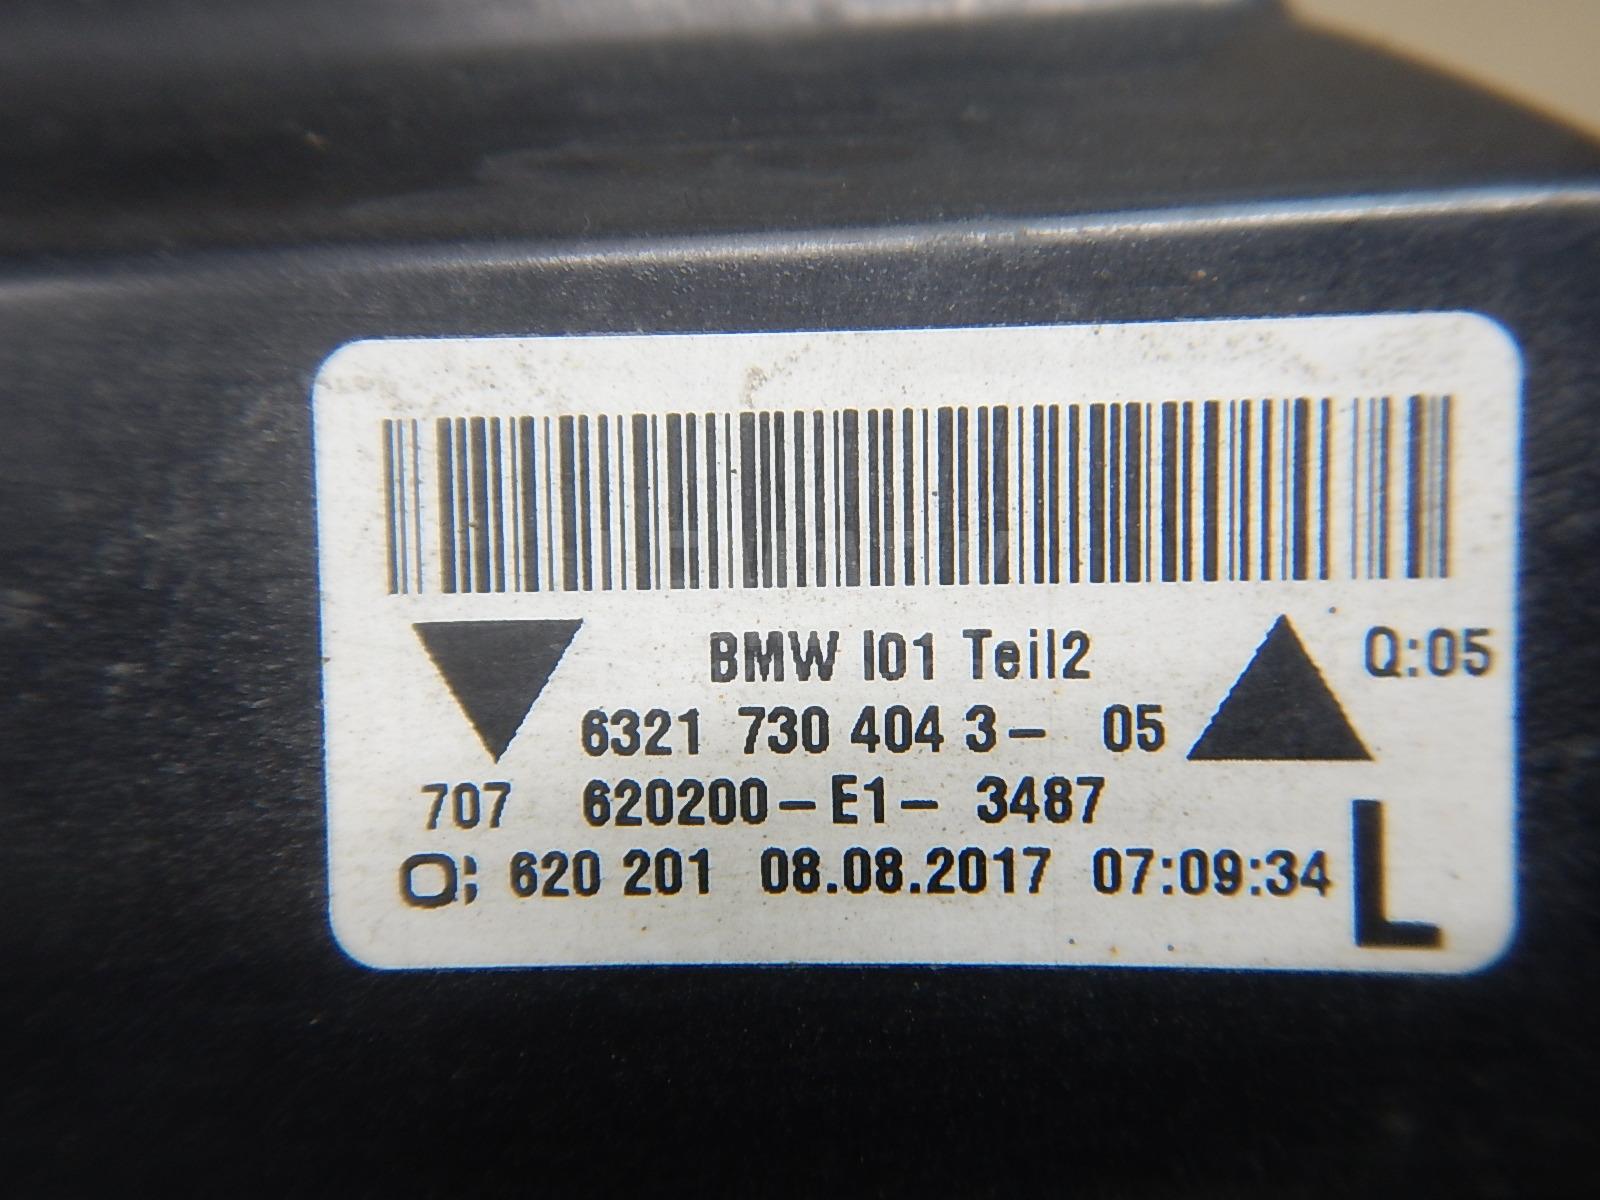 BMW I01 Teil2
Q:05
6321 730 404 3- 05
707 620200-E1- 3487
Q; 620 201 08.08.2017 07:09:34
L